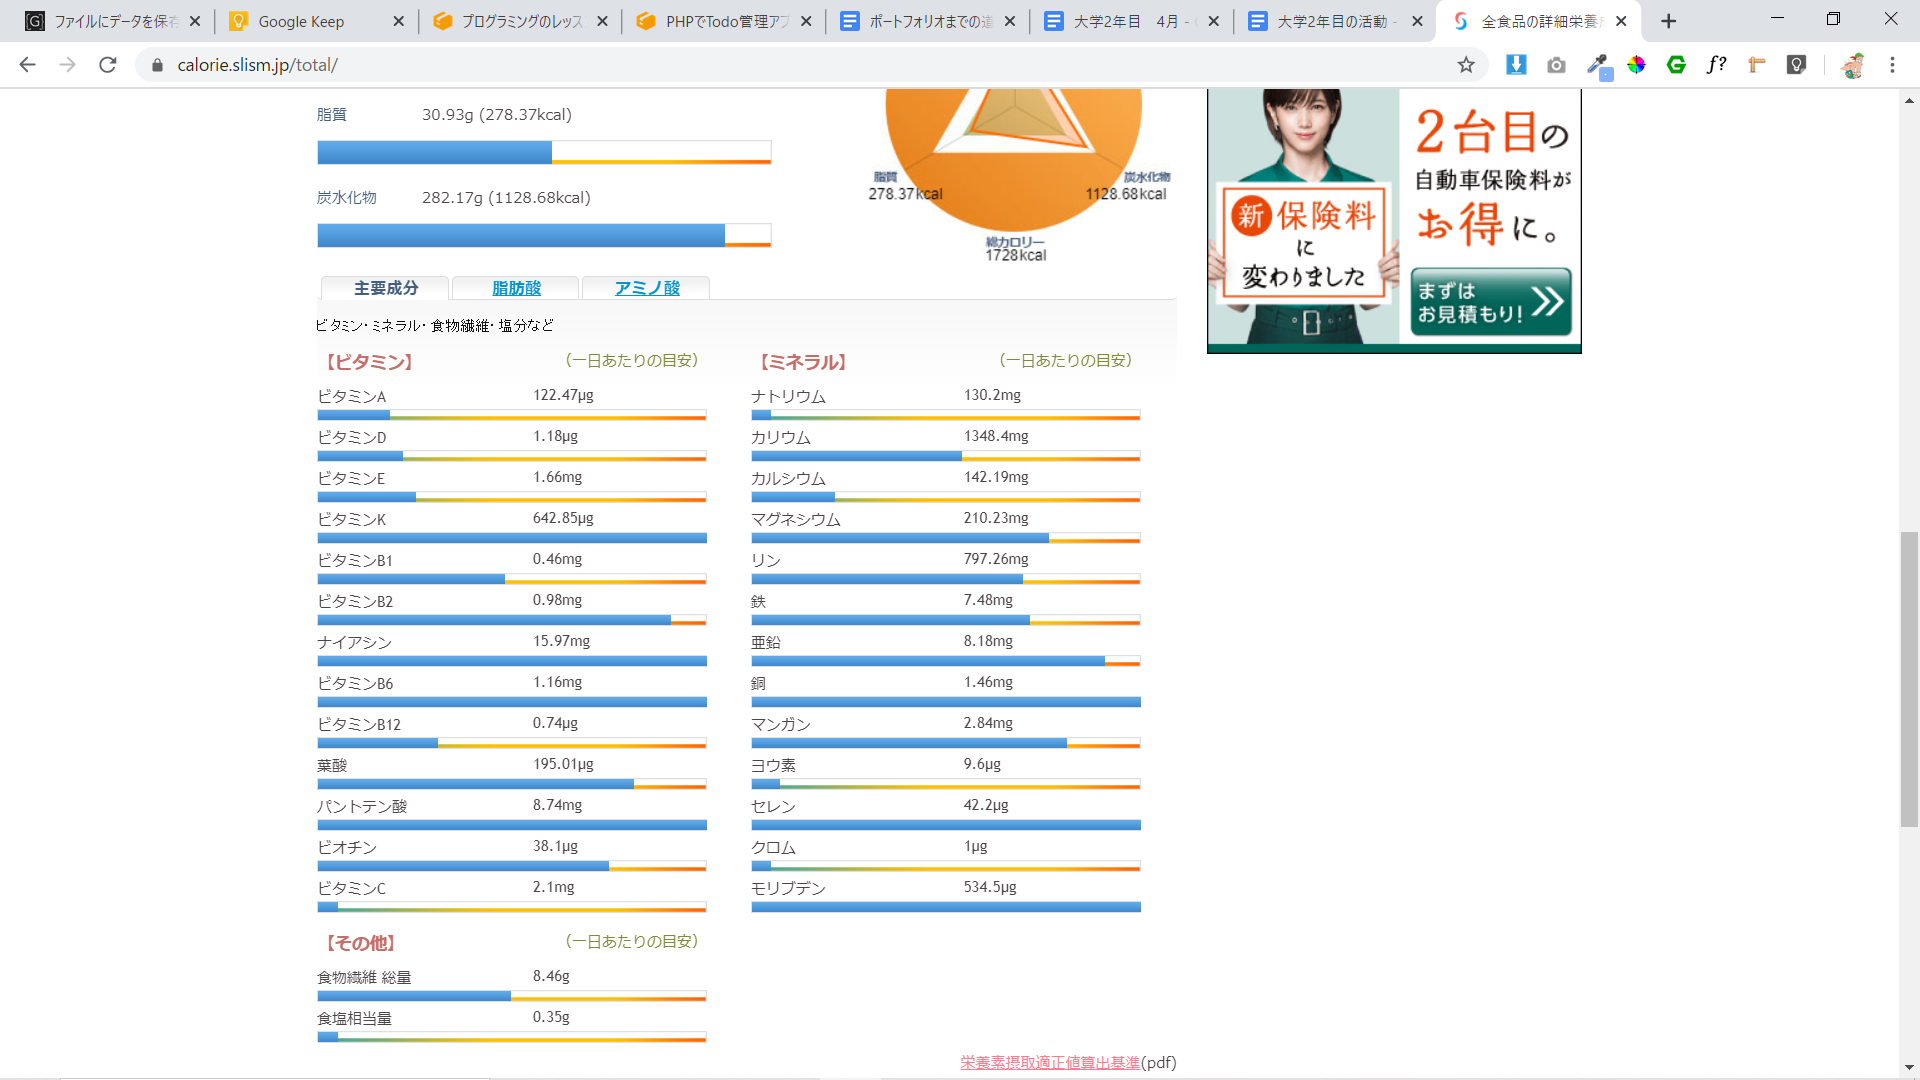 ファイルにデータを保存
Google Keep
プログラミングのレッス
PHPでTodo管理アプ
ポートフォリオまでの道
大学2年目　4月 -
大学2年目の活動 -
全食品の詳細栄養成
calorie.slism.jp/total/
脂質 30.93g (278.37kcal)
炭水化物 282.17g (1128.68kcal)
脂質
278.37kcal
炭水化物
1128.68kcal
総カロリー
1728kcal
2台目の
自動車保険料が
お得に。
新保険料
に
変わりました
まずは
お見積もり!
主要成分 脂肪酸 アミノ酸
ビタミン・ミネラル・食物繊維・塩分など
【ビタミン】 （一日あたりの目安）
ビタミンA 122.47μg
ビタミンD 1.18μg
ビタミンE 1.66mg
ビタミンK 642.85μg
ビタミンB1 0.46mg
ビタミンB2 0.98mg
ナイアシン 15.97mg
ビタミンB6 1.16mg
ビタミンB12 0.74μg
葉酸 195.01μg
パントテン酸 8.74mg
ビオチン 38.1μg
ビタミンC 2.1mg
【ミネラル】 （一日あたりの目安）
ナトリウム 130.2mg
カリウム 1348.4mg
カルシウム 142.19mg
マグネシウム 210.23mg
リン 797.26mg
鉄 7.48mg
亜鉛 8.18mg
銅 1.46mg
マンガン 2.84mg
ヨウ素 9.6μg
セレン 42.2μg
クロム 1μg
モリブデン 534.5μg
【その他】 （一日あたりの目安）
食物繊維 総量 8.46g
食塩相当量 0.35g
栄養素摂取適正値算出基準(pdf)